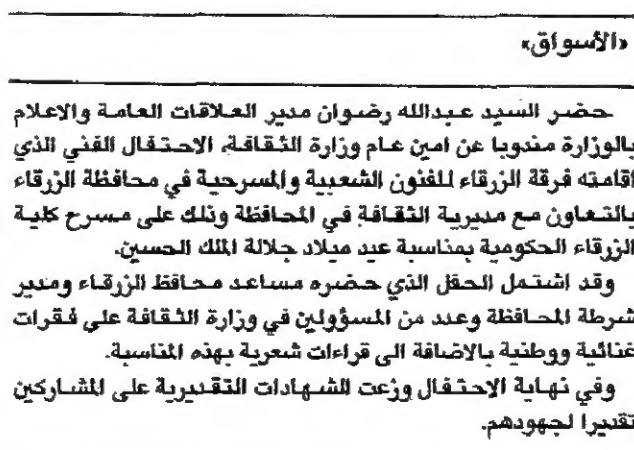 «الأسواق»
حضر السيد عبدالله رضوان مدير العلاقات العامة والاعلام
بالوزارة مندوبا عن امين عام وزارة الثقافة، الاحتفال الفني الذي
اقامته فرقة الزرقاء للفنون الشعبية والمسرحية في محافظة الزرقاء
بالتعاون مع مديرية الثقافة في المحافظة وذلك على مسرح كلية
الزرقاء الحكومية بمناسبة عيد ميلاد جلالة الملك الحسين.
وقد اشتمل الحفل الذي حضره مساعد محافظ الزرقاء ومدير
شرطة المحافظة وعدد من المسؤولين في وزارة الثقافة على فقرات
غنائية ووطنية بالاضافة الى قراءات شعرية بهذه المناسبة.
وفي نهاية الاحتفال وزعت الشهادات التقديرية على المشاركين
تقديرا لجهودهم.